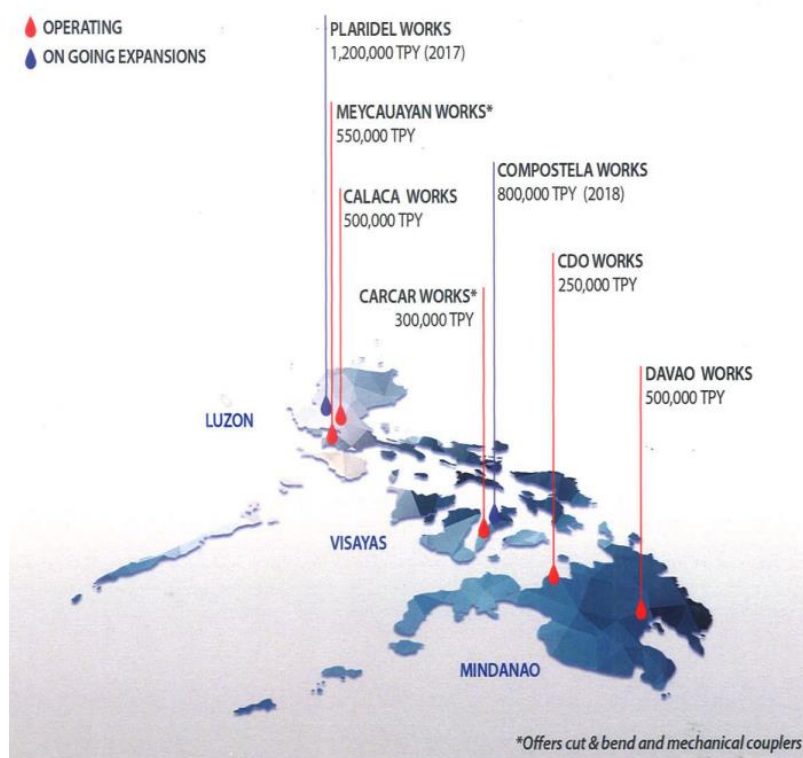 OPERATING
ON GOING EXPANSIONS
PLARIDEL WORKS
1,200,000 TPY (2017)
MEYCAUAYAN WORKS*
550,000 TPY
CALACA WORKS
500,000 TPY
COMPOSTELA WORKS
800,000 TPY (2018)
CARCAR WORKS*
300,000 TPY
CDO WORKS
250,000 TPY
DAVAO WORKS
500,000 TPY
LUZON
VISAYAS
MINDANAO
*Offers cut & bend and mechanical couplers